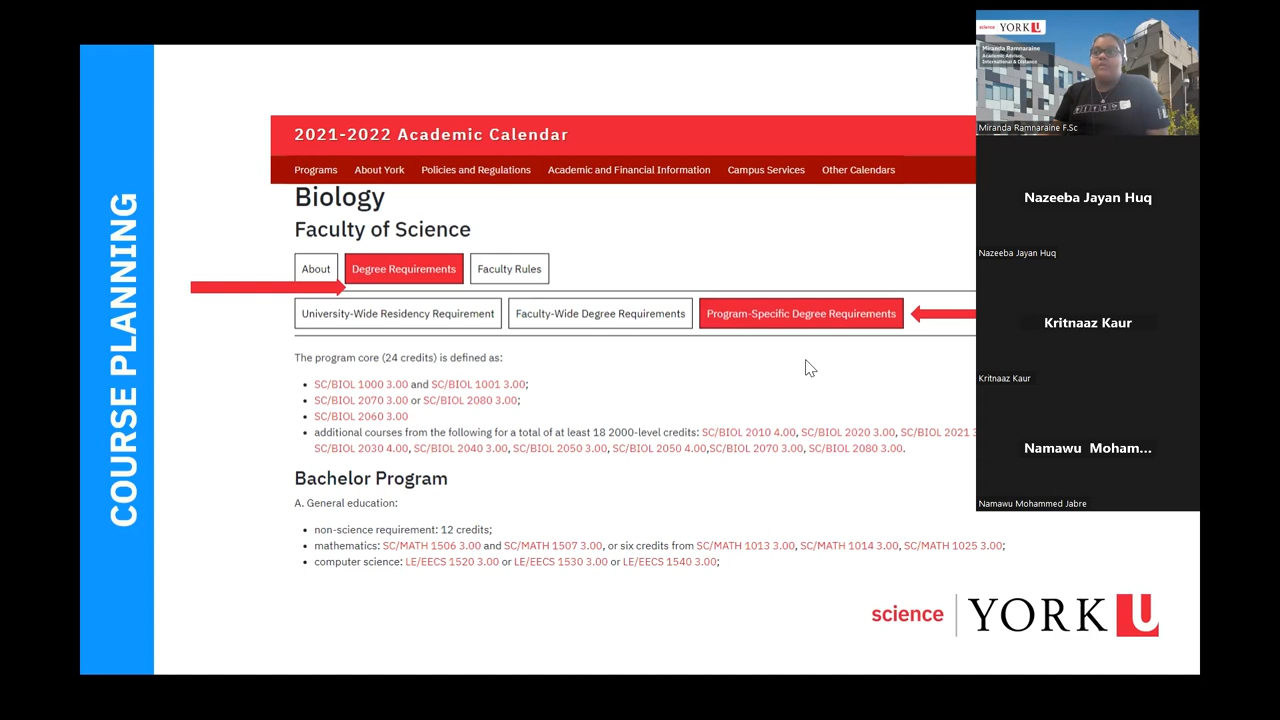 COURSE PLANNING
2021-2022 Academic Calendar
Programs About York Policies and Regulations Academic and Financial Information Campus Services Other Calendars
Biology
Faculty of Science
About Degree Requirements Faculty Rules
University-Wide Residency Requirement Faculty-Wide Degree Requirements Program-Specific Degree Requirements
The program core (24 credits) is defined as:
• SC/BIOL 1000 3.00 and SC/BIOL 1001 3.00;
• SC/BIOL 2070 3.00 or SC/BIOL 2080 3.00;
• SC/BIOL 2060 3.00
• additional courses from the following for a total of at least 18 2000-level credits: SC/BIOL 2010 4.00, SC/BIOL 2020 3.00, SC/BIOL 2021 3
SC/BIOL 2030 4.00, SC/BIOL 2040 3.00, SC/BIOL 2050 3.00, SC/BIOL 2050 4.00,SC/BIOL 2070 3.00, SC/BIOL 2080 3.00.
Bachelor Program
A. General education:
• non-science requirement: 12 credits;
• mathematics: SC/MATH 1506 3.00 and SC/MATH 1507 3.00, or six credits from SC/MATH 1013 3.00, SC/MATH 1014 3.00, SC/MATH 1025 3.00;
• computer science: LE/EECS 1520 3.00 or LE/EECS 1530 3.00 or LE/EECS 1540 3.00;
science YORK U
science YORK U
Miranda Ramnaraine
Academic Advisor,
International & Distance
Miranda Ramnaraine F.Sc
Nazeeba Jayan Huq
Nazeeba Jayan Huq
Kritnaaz Kaur
Kritnaaz Kaur
Namawu Moham...
Namawu Mohammed Jabre